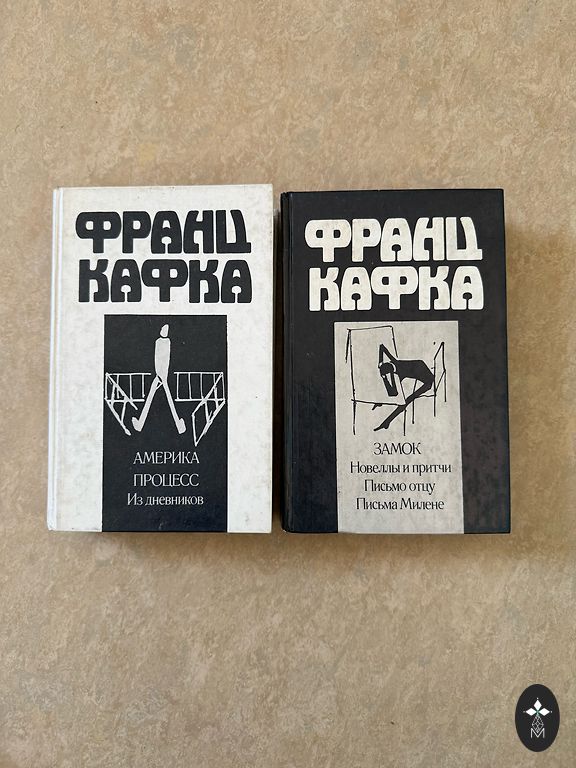 ФРАНЦ
КАФКА
АМЕРИКА
ПРОЦЕСС
Из дневников
ФРАНЦ
КАФКА
ЗАМОК
Новеллы и притчи
Письмо отцу
Письма Милене
M